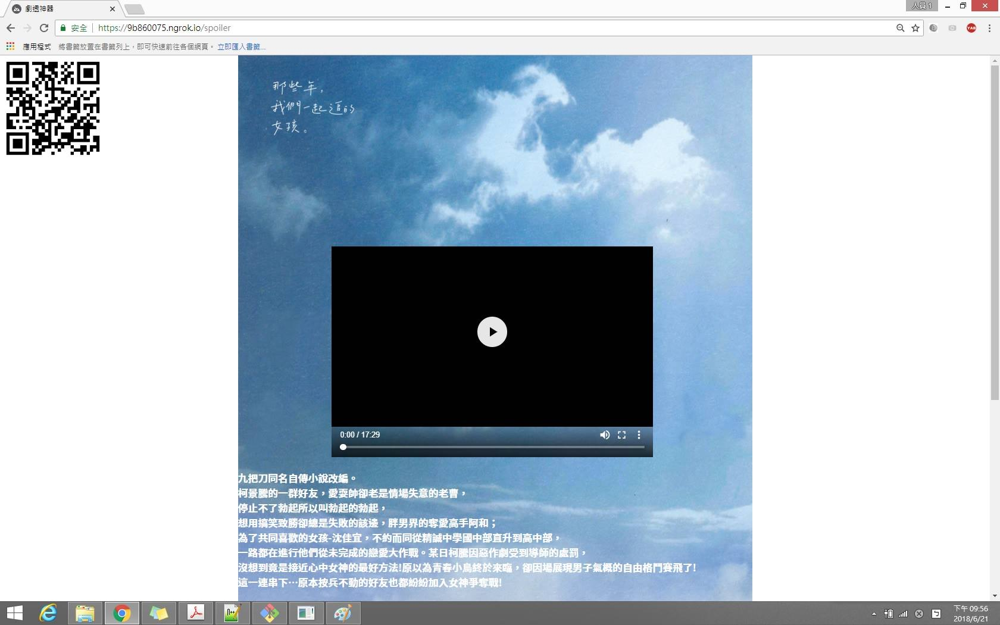 劇透神器
人員 1
安全
https://9b860075.ngrok.io/spoiler
YAB
應用程式
將書籤放置在書籤列上，即可快速前往各個網頁。 立即匯入書籤...
那些年，
我們一起追的
女孩。
0:00 / 17:29
九把刀同名自傳小說改編。
柯景騰的一群好友，愛耍帥卻老是情場失意的老曹，
停止不了勃起所以叫勃起的勃起，
想用搞笑致勝卻總是失敗的該邊，胖男界的奪愛高手阿和；
為了共同喜歡的女孩-沈佳宜，不約而同從精誠中學國中部直升到高中部，
一路都在進行他們從未完成的戀愛大作戰。某日柯騰因惡作劇受到導師的處罰，
沒想到竟是接近心中女神的最好方法!原以為青春小鳥終於來臨，卻因場展現男子氣概的自由格鬥賽飛了!
這一連串下…原本按兵不動的好友也都紛紛加入女神爭奪戰!
下午 09:56
2018/6/21